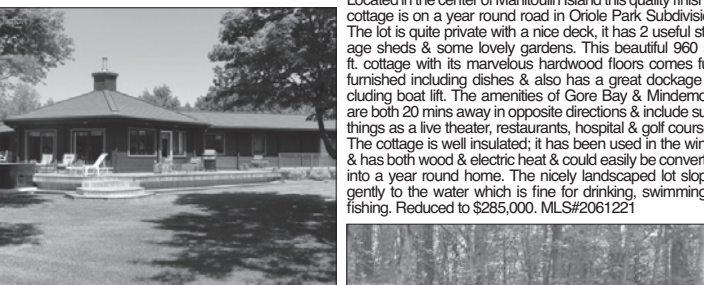 Located in the center of Manitoulin Island this quality finish
cottage is on a year round road in Oriole Park Subdivisi
The lot is quite private with a nice deck, it has 2 useful st
age sheds & some lovely gardens. This beautiful 960 s
ft. cottage with its marvelous hardwood floors comes fu
furnished including dishes & also has a great dockage
cluding boat lift. The amenities of Gore Bay & Mindemo
are both 20 mins away in opposite directions & include su
things as a live theater, restaurants, hospital & golf cours
The cottage is well insulated; it has been used in the win
& has both wood & electric heat & could easily be convert
into a year round home. The nicely landscaped lot slop
gently to the water which is fine for drinking, swimming
fishing. Reduced to $285,000. MLS#2061221